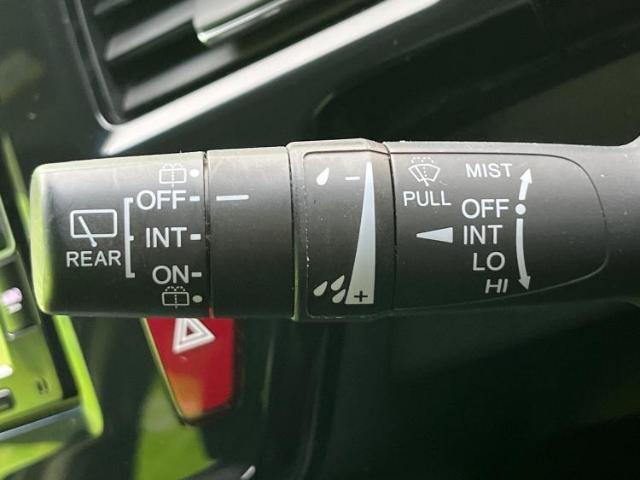 REAR
OFF
INT
ON
−
+
PULL
MIST
OFF
INT
LO
HI